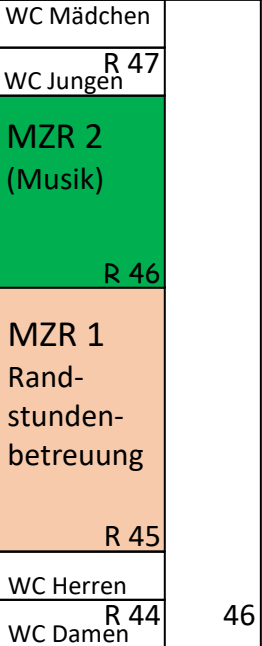 WC Mädchen
R 47
WC Jungen
MZR 2
(Musik)
R 46
MZR 1
Rand-
stunden-
betreuung
R 45
WC Herren
R 44
46
WC Damen